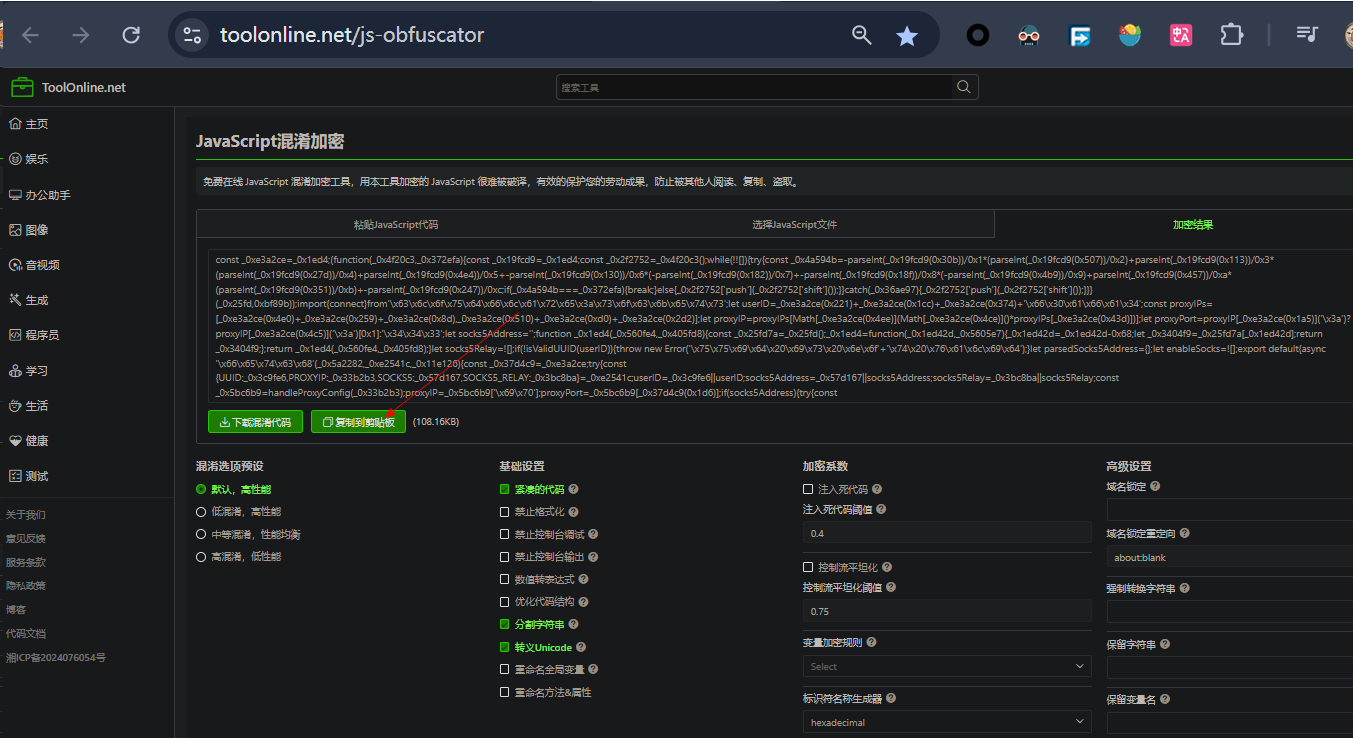 toolonline.net/js-obfuscator
ToolOnline.net
搜索工具
主页
娱乐
办公助手
图像
音视频
生成
程序员
学习
生活
健康
测试
关于我们
意见反馈
服务条款
隐私政策
博客
代码文档
湘ICP备2024076054号
JavaScript混淆加密
免费在线 JavaScript 混淆加密工具，用本工具加密的 JavaScript 很难被破译，有效的保护您的劳动成果，防止被其他人阅读、复制、盗取。
粘贴JavaScript代码
选择JavaScript文件
加密结果
const _0xe3a2ce=_0x1ed4;(function(_0x4f20c3,_0x372efa){const _0x19fcd9=_0x1ed4;const _0x2f2752=_0x4f20c3();while(!![]){try{const _0x4a594b=-parseInt(_0x19fcd9(0x30b))/0x1*(parseInt(_0x19fcd9(0x507))/0x2)+parseInt(_0x19fcd9(0x113))/0x3*
(parseInt(_0x19fcd9(0x27d))/0x4)+parseInt(_0x19fcd9(0x4e4))/0x5+-parseInt(_0x19fcd9(0x130))/0x6*(-parseInt(_0x19fcd9(0x182))/0x7)+-parseInt(_0x19fcd9(0x18f))/0x8*(-parseInt(_0x19fcd9(0x4b9))/0x9)+parseInt(_0x19fcd9(0x457))/0xa*
(parseInt(_0x19fcd9(0x351))/0xb)+-parseInt(_0x19fcd9(0x247))/0xc;if(_0x4a594b===_0x372efa){break;}else{_0x2f2752['push'](_0x2f2752['shift']());}}catch(_0x36ae97){_0x2f2752['push'](_0x2f2752['shift']());}}}
(_0x25fd,0xbf89b));import{connect}from'\x63\x6c\x6f\x75\x64\x66\x6c\x61\x72\x65\x3a\x73\x6f\x63\x6b\x65\x74\x73';let userID=_0xe3a2ce(0x221)+_0xe3a2ce(0x1cc)+_0xe3a2ce(0x374)+'\x66\x30\x61\x66\x61\x34';const proxyIPs=
[_0xe3a2ce(0x4e0)+_0xe3a2ce(0x259)+_0xe3a2ce(0x8d),_0xe3a2ce(0x510)+_0xe3a2ce(0xd0)+_0xe3a2ce(0x2d2)];let proxyIP=proxyIPs[Math[_0xe3a2ce(0x4ee)](Math[_0xe3a2ce(0x4ce)]()*proxyIPs[_0xe3a2ce(0x43d)])];let proxyPort=proxyIP[_0xe3a2ce(0x1a5)]('\x3a')?
proxyIP[_0xe3a2ce(0x4c5)]('\x3a')[0x1]:'\x34\x34\x33';let socks5Address='';function _0x1ed4(_0x560fe4,_0x405fd8){const _0x25fd7a=_0x25fd();_0x1ed4=function(_0x1ed42d,_0x5605e7){_0x1ed42d=_0x1ed42d-0x68;let _0x3404f9=_0x25fd7a[_0x1ed42d];return
_0x3404f9;};return _0x1ed4(_0x560fe4,_0x405fd8);}let socks5Relay=![];if(!isValidUUID(userID)){throw new Error('\x75\x75\x69\x64\x20\x69\x73\x20\x6e\x6f'+'\x74\x20\x76\x61\x6c\x69\x64');}let parsedSocks5Address={};let enableSocks=![];export default{async
'\x66\x65\x74\x63\x68'(_0x5a2282,_0xe2541c,_0x11e126){const _0x37d4c9=_0xe3a2ce;try{const
{UUID:_0x3c9fe6,PROXYIP:_0x33b2b3,SOCKS5:_0x57d167,SOCKS5_RELAY:_0x3bc8ba}=_0xe2541c;userID=_0x3c9fe6||userID;socks5Address=_0x57d167||socks5Address;socks5Relay=_0x3bc8ba||socks5Relay;const
_0x5bc6b9=handleProxyConfig(_0x33b2b3);proxyIP=_0x5bc6b9['\x69\x70'];proxyPort=_0x5bc6b9[_0x37d4c9(0x1d6)];if(socks5Address){try{const
下载混淆代码
复制到剪贴板
(108.16KB)
混淆选项预设
默认，高性能
低混淆，高性能
中等混淆，性能均衡
高混淆，低性能
基础设置
紧凑的代码
禁止格式化
禁止控制台调试
禁止控制台输出
数值转表达式
优化代码结构
分割字符串
转义Unicode
重命名全局变量
重命名方法&属性
加密系数
注入死代码
注入死代码阈值
0.4
控制流平坦化
控制流平坦化阈值
0.75
变量加密规则
Select
标识符名称生成器
hexadecimal
高级设置
域名锁定
域名锁定重定向
about:blank
强制转换字符串
保留字符串
保留变量名